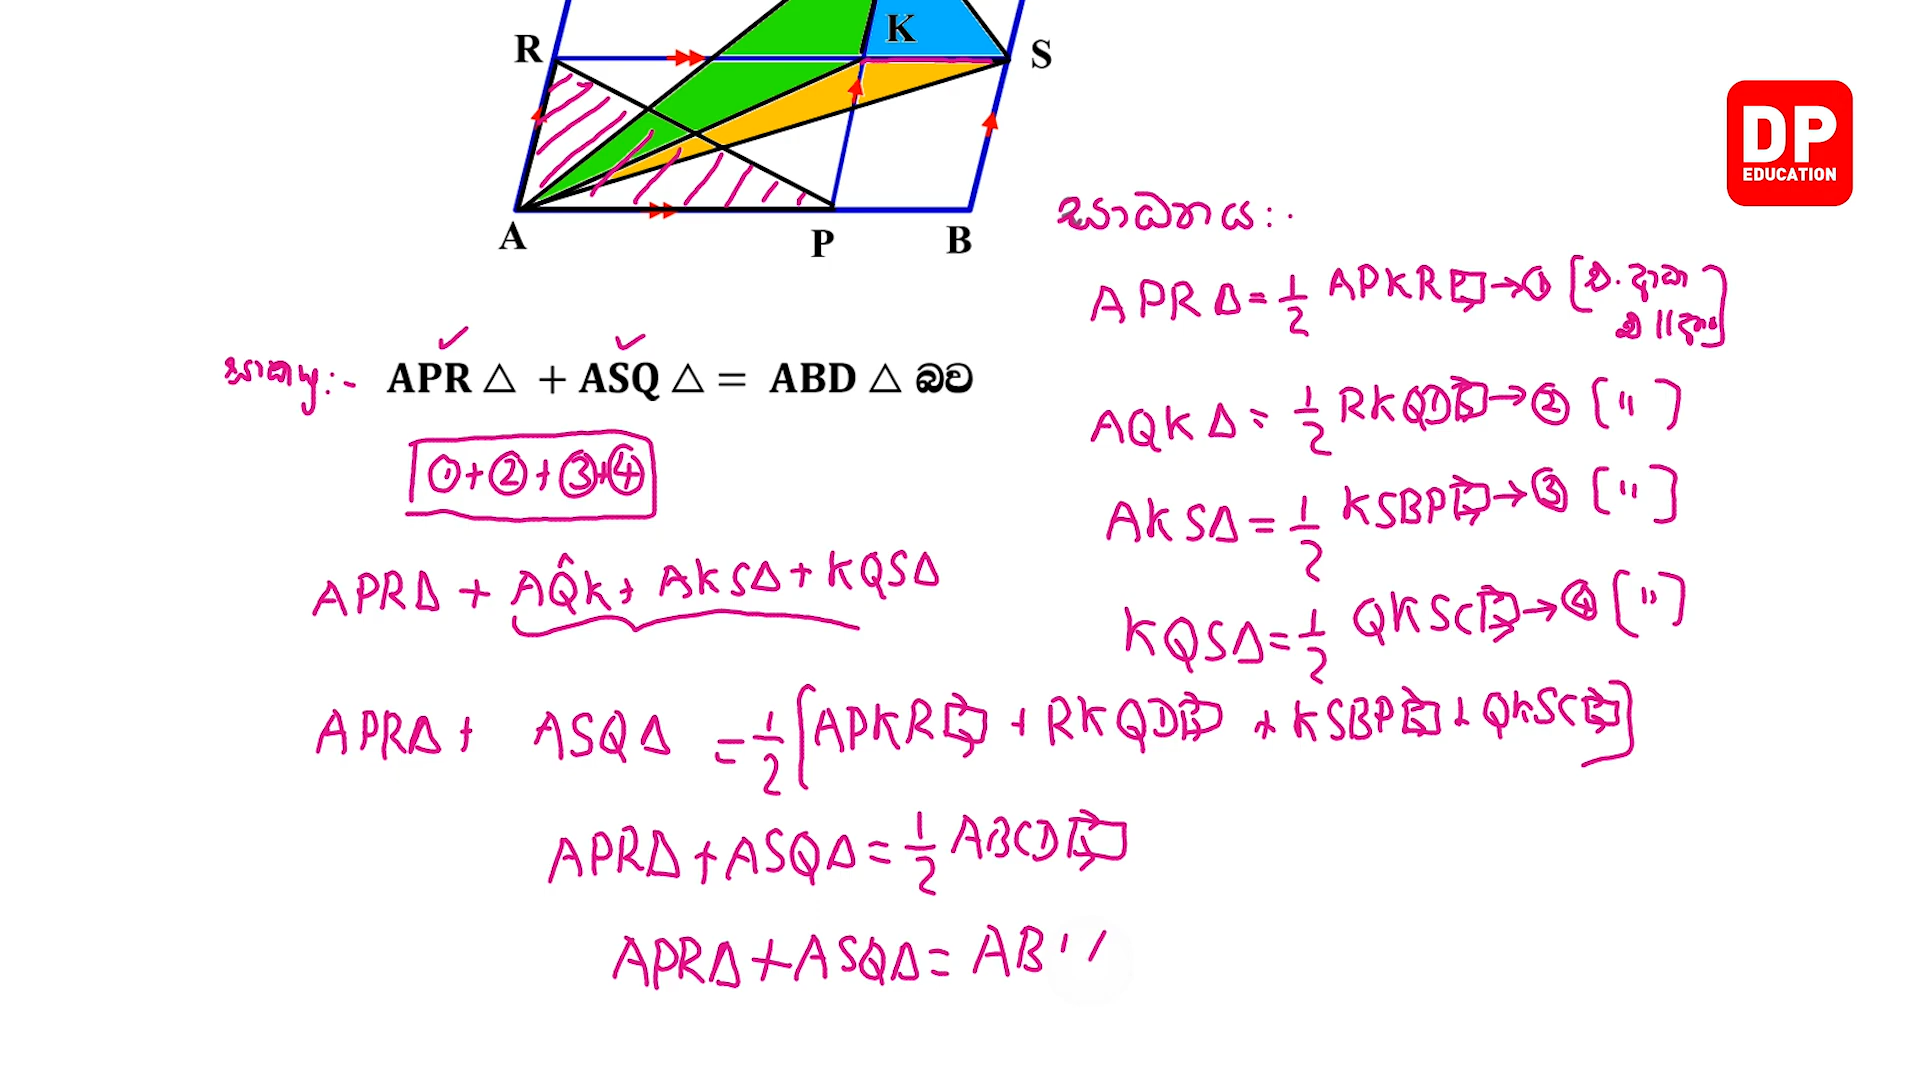 K
R
S
DP
EDUCATION
A
P
B
සාධනය:-
APR△ = 1/2 APKR▱ → ① [එ.
AQK△ = 1/2 RKQD▱ → ② [ " ]
AKS△ = 1/2 KSBP▱ → ③ [ " ]
KQS△ = 1/2 QKSC▱ → ④ [ " ]
සාකයු:- APR △ + ASQ △ = ABD △ බව
①+②+③+④
APR△ + AQ̂K + AKS△ + KQS△
APR△ + ASQ△ = 1/2 [APKR▱ + RKQD▱ + KSBP▱ + QKSC▱]
APR△ + ASQ△ = 1/2 ABCD▱
APR△ + ASQ△ = AB